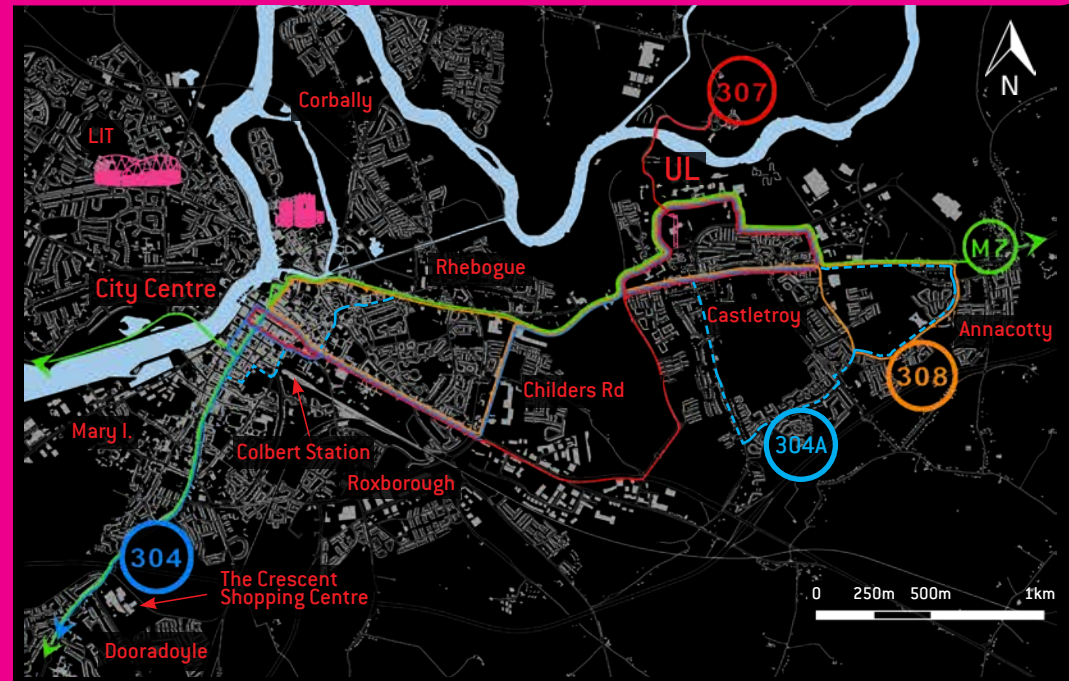 307
N
Corbally
LIT
UL
M7
Rhebogue
City Centre
Castletroy
Annacotty
308
Childers Rd
Mary I.
304A
Colbert Station
Roxborough
304
The Crescent
Shopping Centre
0 250m 500m 1km
Dooradoyle